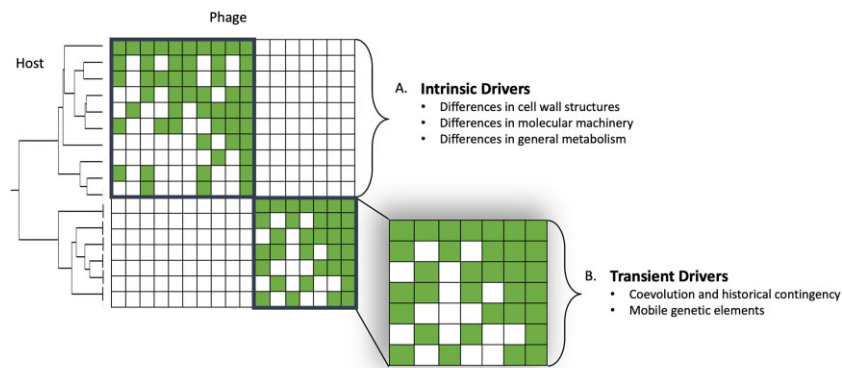 Phage
Host
A. Intrinsic Drivers
• Differences in cell wall structures
• Differences in molecular machinery
• Differences in general metabolism
B. Transient Drivers
• Coevolution and historical contingency
• Mobile genetic elements